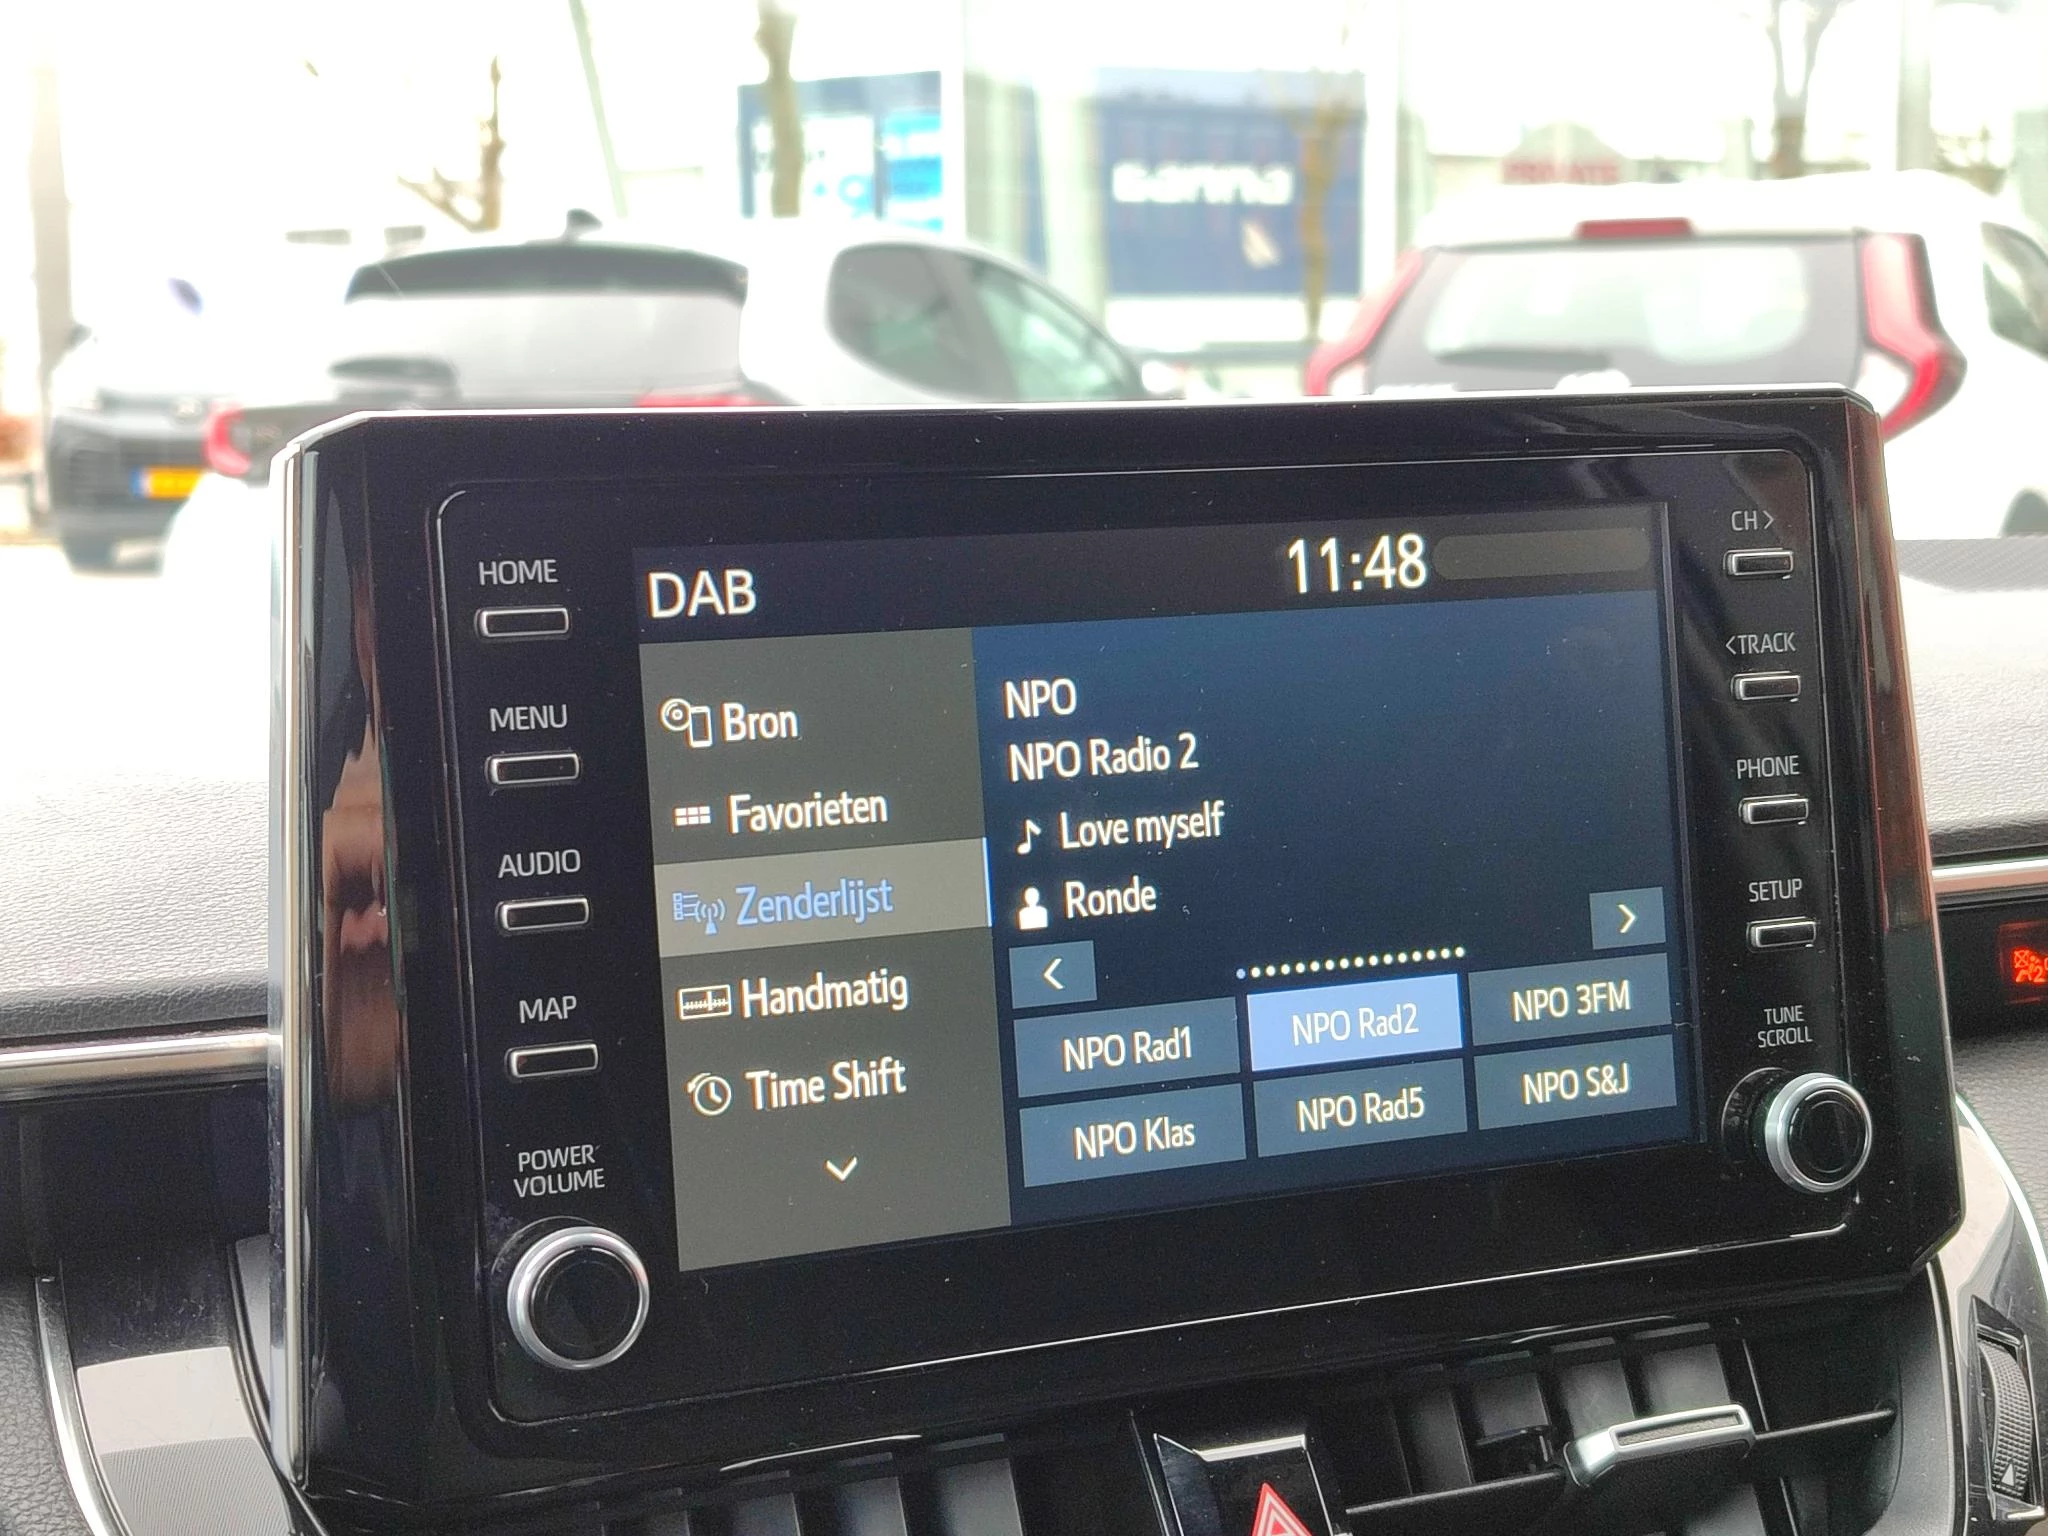 PRIVATE
HOME
MENU
AUDIO
MAP
POWER
VOLUME
DAB
11:48
Bron
Favorieten
Zenderlijst
Handmatig
Time Shift
NPO
NPO Radio 2
Love myself
Ronde
<
>
NPO Rad1
NPO Rad2
NPO 3FM
NPO Klas
NPO Rad5
NPO S&J
CH>
<TRACK
PHONE
SETUP
TUNE
SCROLL